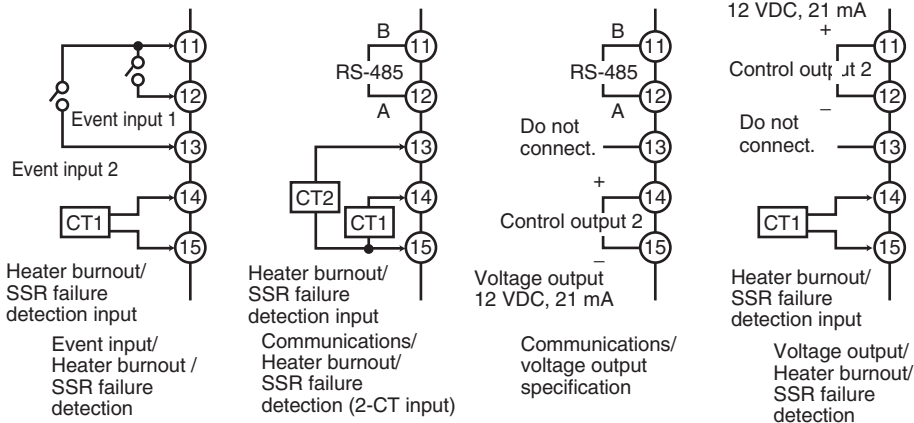 11
12
Event input 1
13
Event input 2
14
CT1
15
Heater burnout/
SSR failure
detection input
Event input/
Heater burnout /
SSR failure
detection
B
11
RS-485
12
A
13
CT2
14
CT1
15
Heater burnout/
SSR failure
detection input
Communications/
Heater burnout/
SSR failure
detection (2-CT input)
B
11
RS-485
12
A
Do not
connect.
13
+
14
Control output 2
15
−
Voltage output
12 VDC, 21 mA
Communications/
voltage output
specification
12 VDC, 21 mA
+
11
Control output 2
12
−
Do not
connect.
13
14
CT1
15
Heater burnout/
SSR failure
detection input
Voltage output/
Heater burnout/
SSR failure
detection